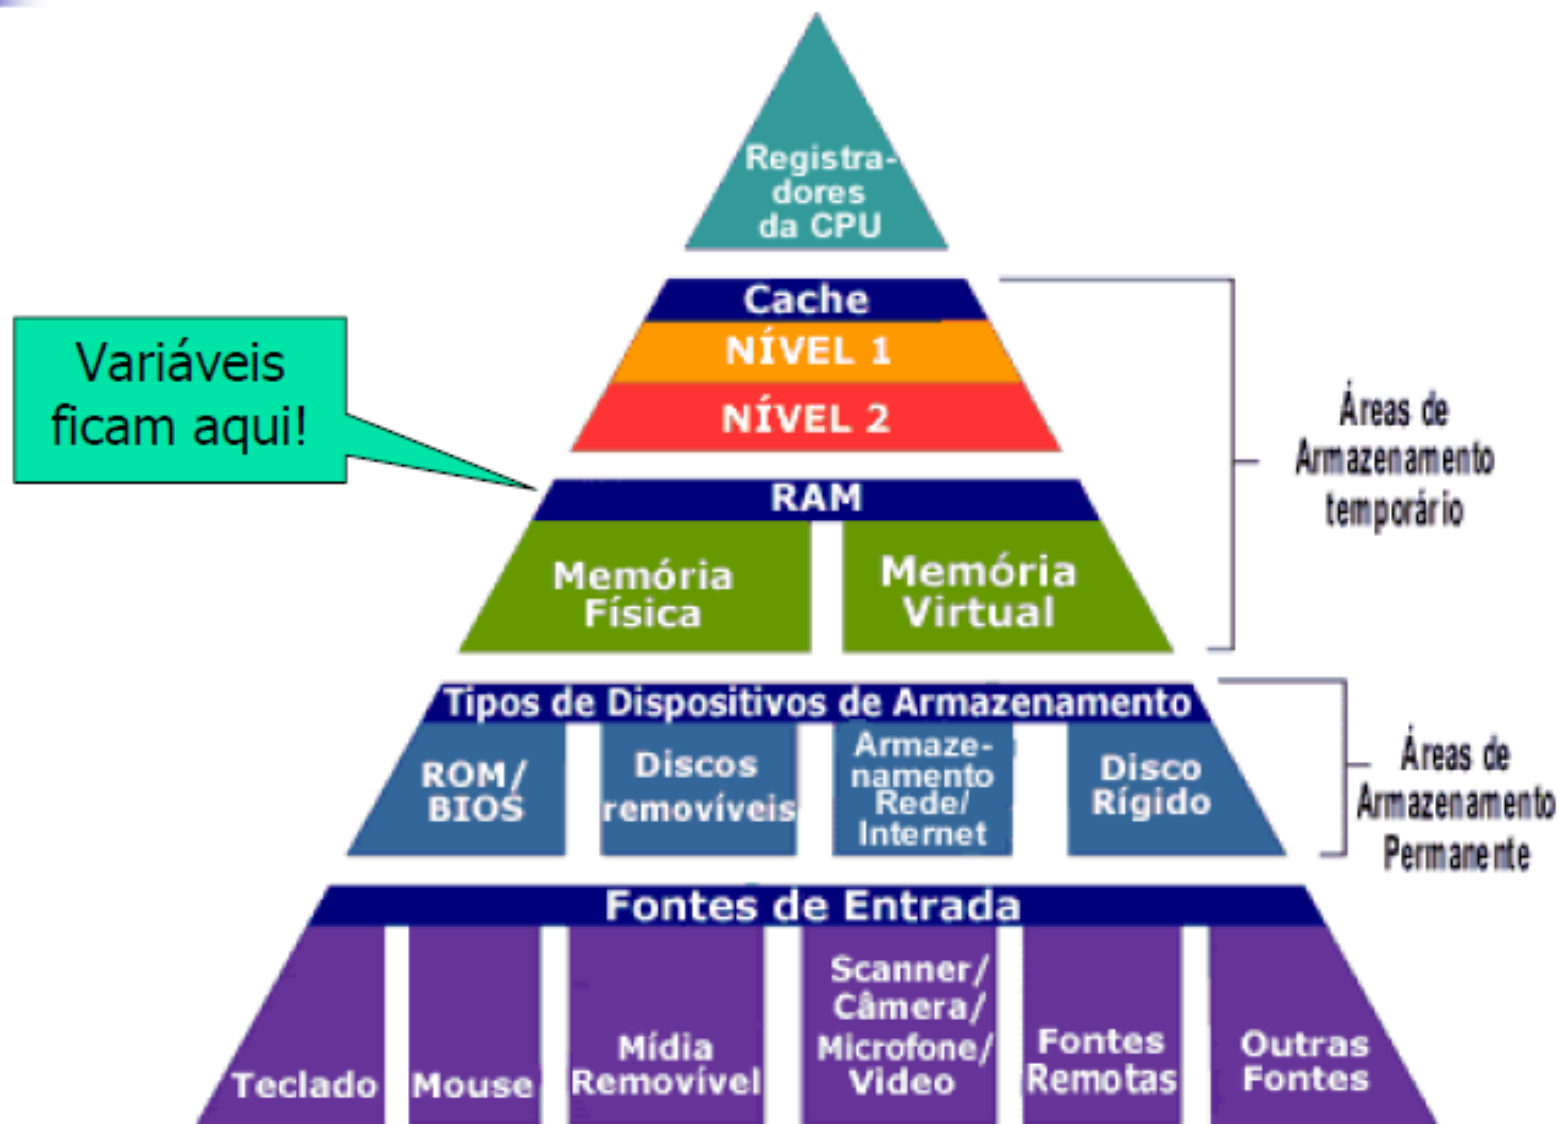 Registra-
dores
da CPU
Cache
NÍVEL 1
NÍVEL 2
Variáveis
ficam aqui!
RAM
Memória
Física
Memória
Virtual
Áreas de
Armazenamento
temporário
Tipos de Dispositivos de Armazenamento
ROM/
BIOS
Discos
removíveis
Armaze-
namento
Rede/
Internet
Disco
Rígido
Áreas de
Armazenamento
Permanente
Fontes de Entrada
Teclado
Mouse
Mídia
Removível
Scanner/
Câmera/
Microfone/
Video
Fontes
Remotas
Outras
Fontes